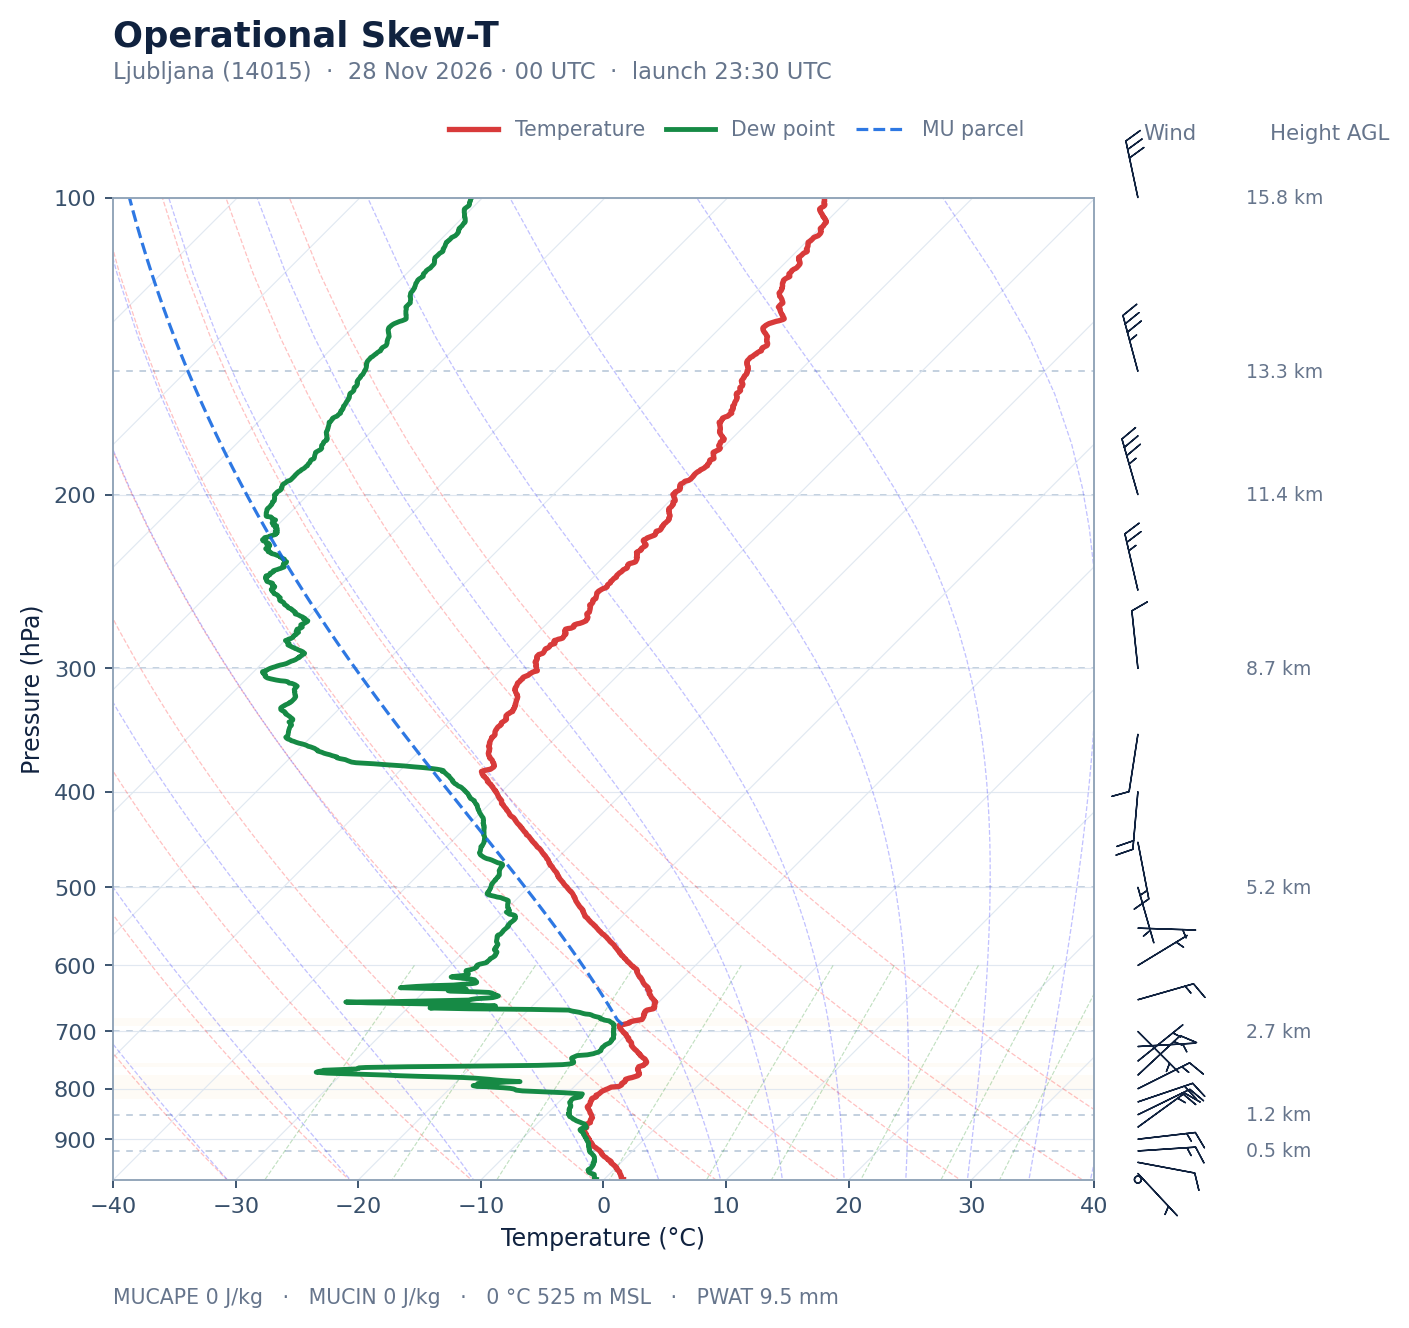 Operational Skew-T
Ljubljana (14015)  ·  28 Nov 2026 · 00 UTC  ·  launch 23:30 UTC
Temperature Dew point MU parcel
Wind Height AGL
100 15.8 km
13.3 km
200 11.4 km
300 8.7 km
400
500 5.2 km
600
700 2.7 km
800
1.2 km
900
0.5 km
Pressure (hPa)
−40 −30 −20 −10 0 10 20 30 40
Temperature (°C)
MUCAPE 0 J/kg   ·   MUCIN 0 J/kg   ·   0 °C 525 m MSL   ·   PWAT 9.5 mm